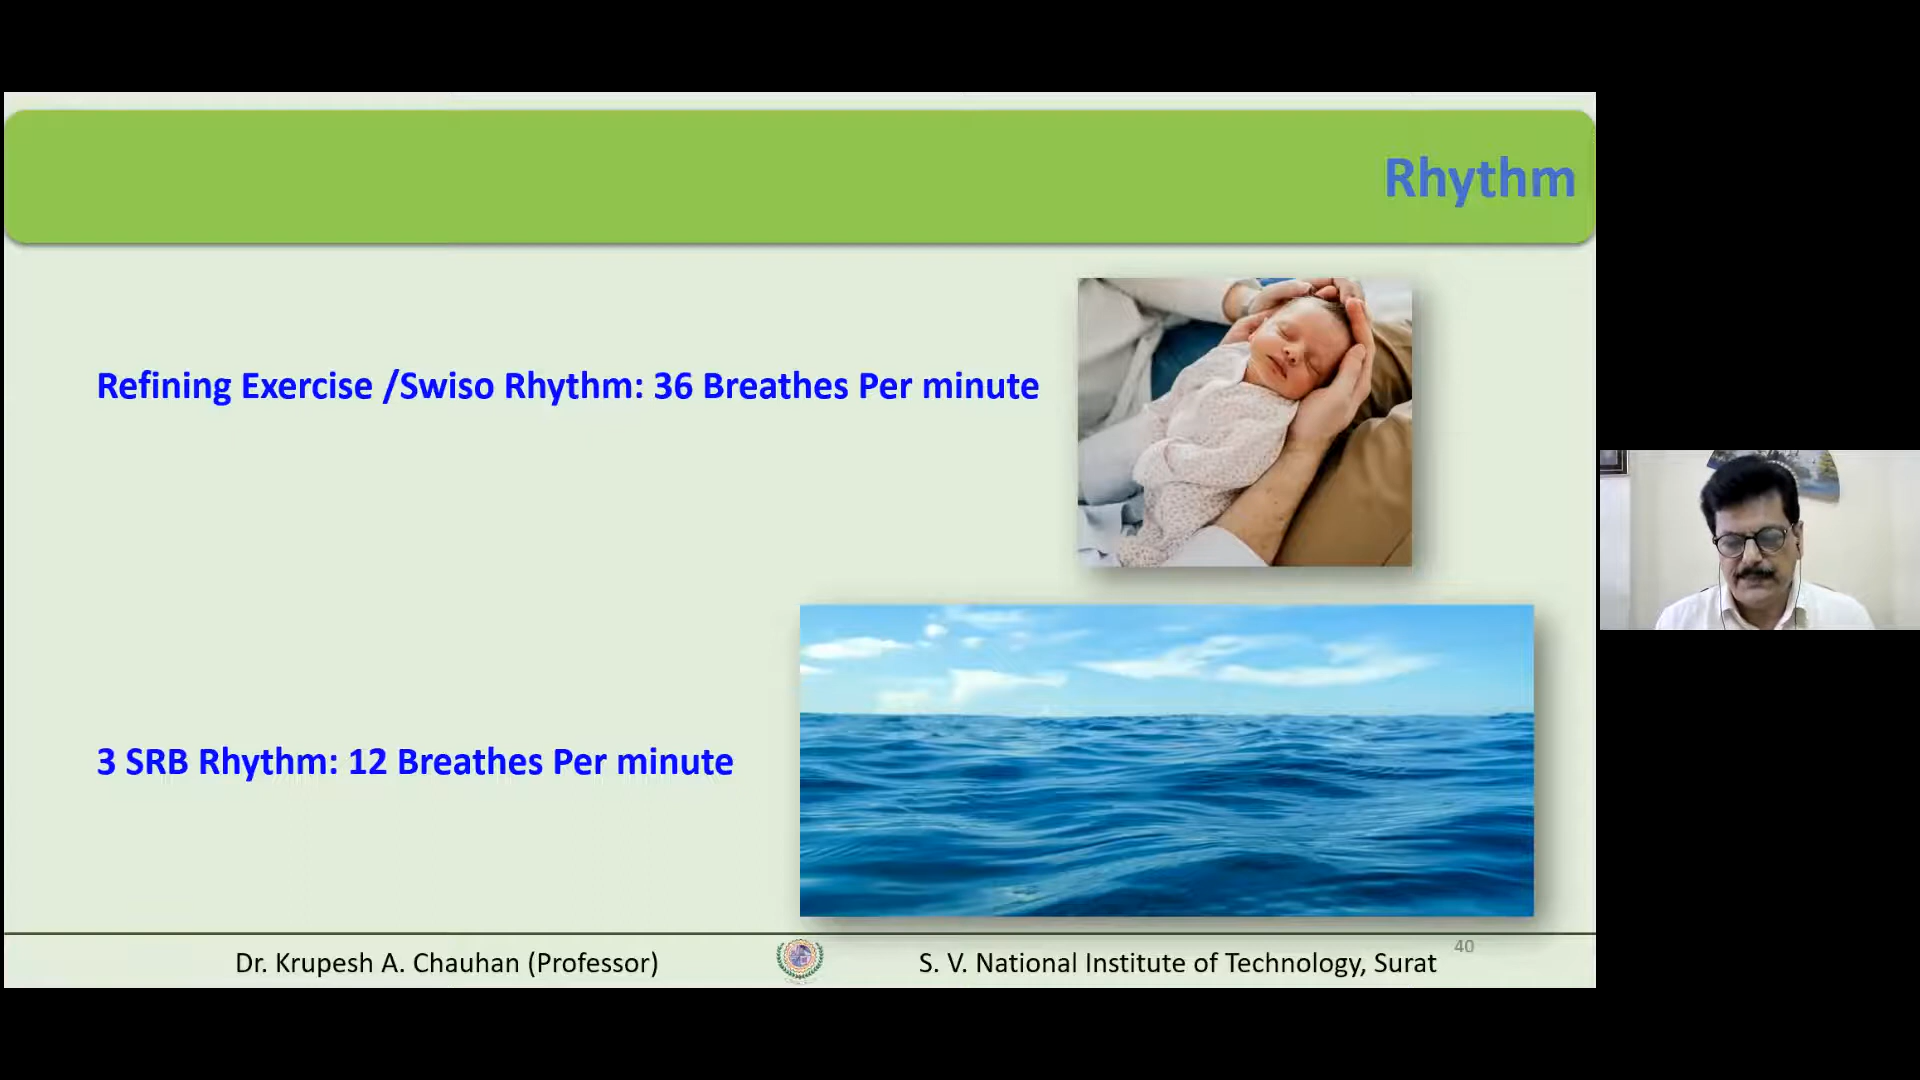 Rhythm
Refining Exercise /Swiso Rhythm: 36 Breathes Per minute
3 SRB Rhythm: 12 Breathes Per minute
Dr. Krupesh A. Chauhan (Professor)
S. V. National Institute of Technology, Surat
40